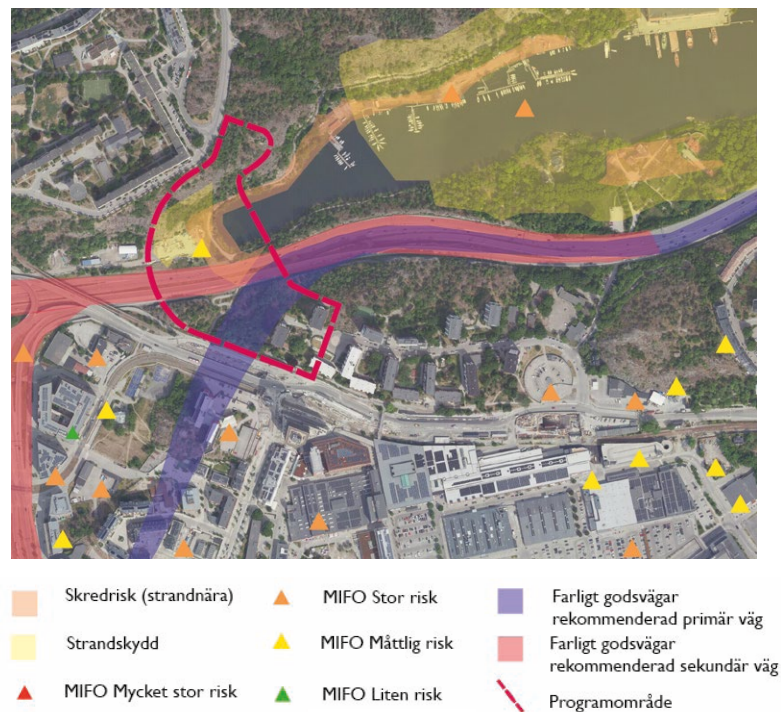 Skredrisk (strandnära)
Strandskydd
MIFO Mycket stor risk
MIFO Stor risk
MIFO Måttlig risk
MIFO Liten risk
Farligt godsvägar
rekommenderad primär väg
Farligt godsvägar
rekommenderad sekundär väg
Programområde